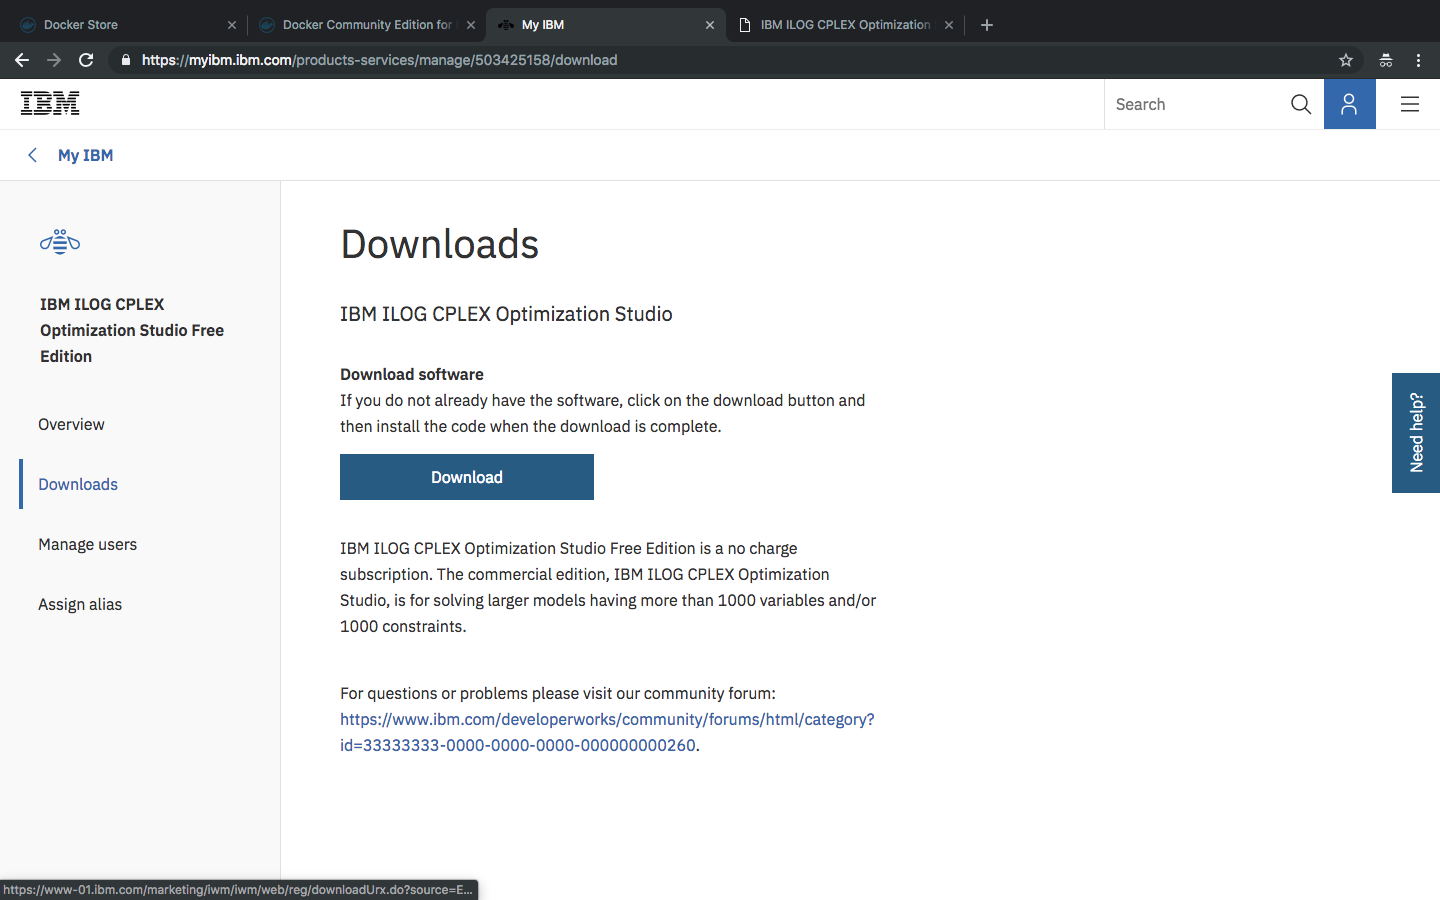 Docker Store
Docker Community Edition for
My IBM
IBM ILOG CPLEX Optimization
https://myibm.ibm.com/products-services/manage/503425158/download
IBM
Search
My IBM
IBM ILOG CPLEX
Optimization Studio Free
Edition
Overview
Downloads
Manage users
Assign alias
Downloads
IBM ILOG CPLEX Optimization Studio
Download software
If you do not already have the software, click on the download button and
then install the code when the download is complete.
Download
IBM ILOG CPLEX Optimization Studio Free Edition is a no charge
subscription. The commercial edition, IBM ILOG CPLEX Optimization
Studio, is for solving larger models having more than 1000 variables and/or
1000 constraints.
For questions or problems please visit our community forum:
https://www.ibm.com/developerworks/community/forums/html/category?
id=33333333-0000-0000-0000-000000000260.
Need help?
https://www-01.ibm.com/marketing/iwm/iwm/web/reg/downloadUrx.do?source=E...